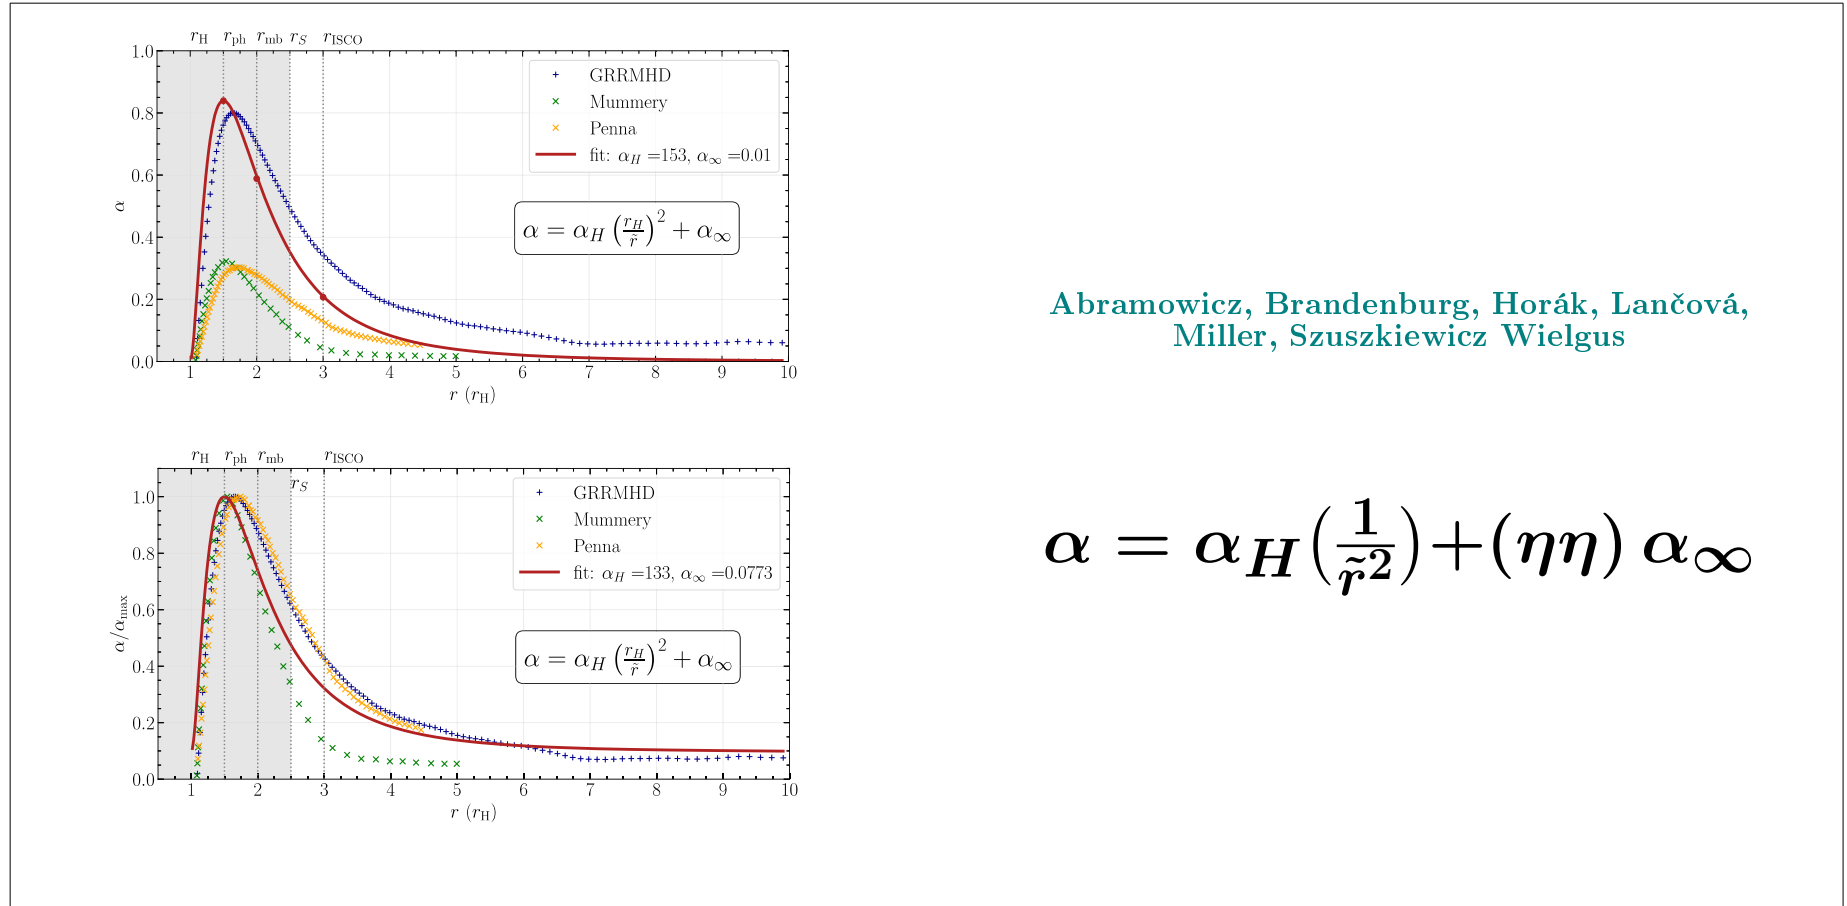 r_H r_ph r_mb r_S r_ISCO
1.0
0.8
0.6
0.4
0.2
0.0
α
GRRMHD
Mummery
Penna
fit: α_H =153, α_∞ =0.01
α = α_H (r_H/r̃)² + α_∞
1 2 3 4 5 6 7 8 9 10
r (r_H)
r_H r_ph r_mb r_ISCO
r_S
1.0
0.8
0.6
0.4
0.2
0.0
α/α_max
GRRMHD
Mummery
Penna
fit: α_H =133, α_∞ =0.0773
α = α_H (r_H/r̃)² + α_∞
1 2 3 4 5 6 7 8 9 10
r (r_H)
Abramowicz, Brandenburg, Horák, Lančová,
Miller, Szuszkiewicz Wielgus
α = α_H(1/r̃²)+(ηη) α_∞